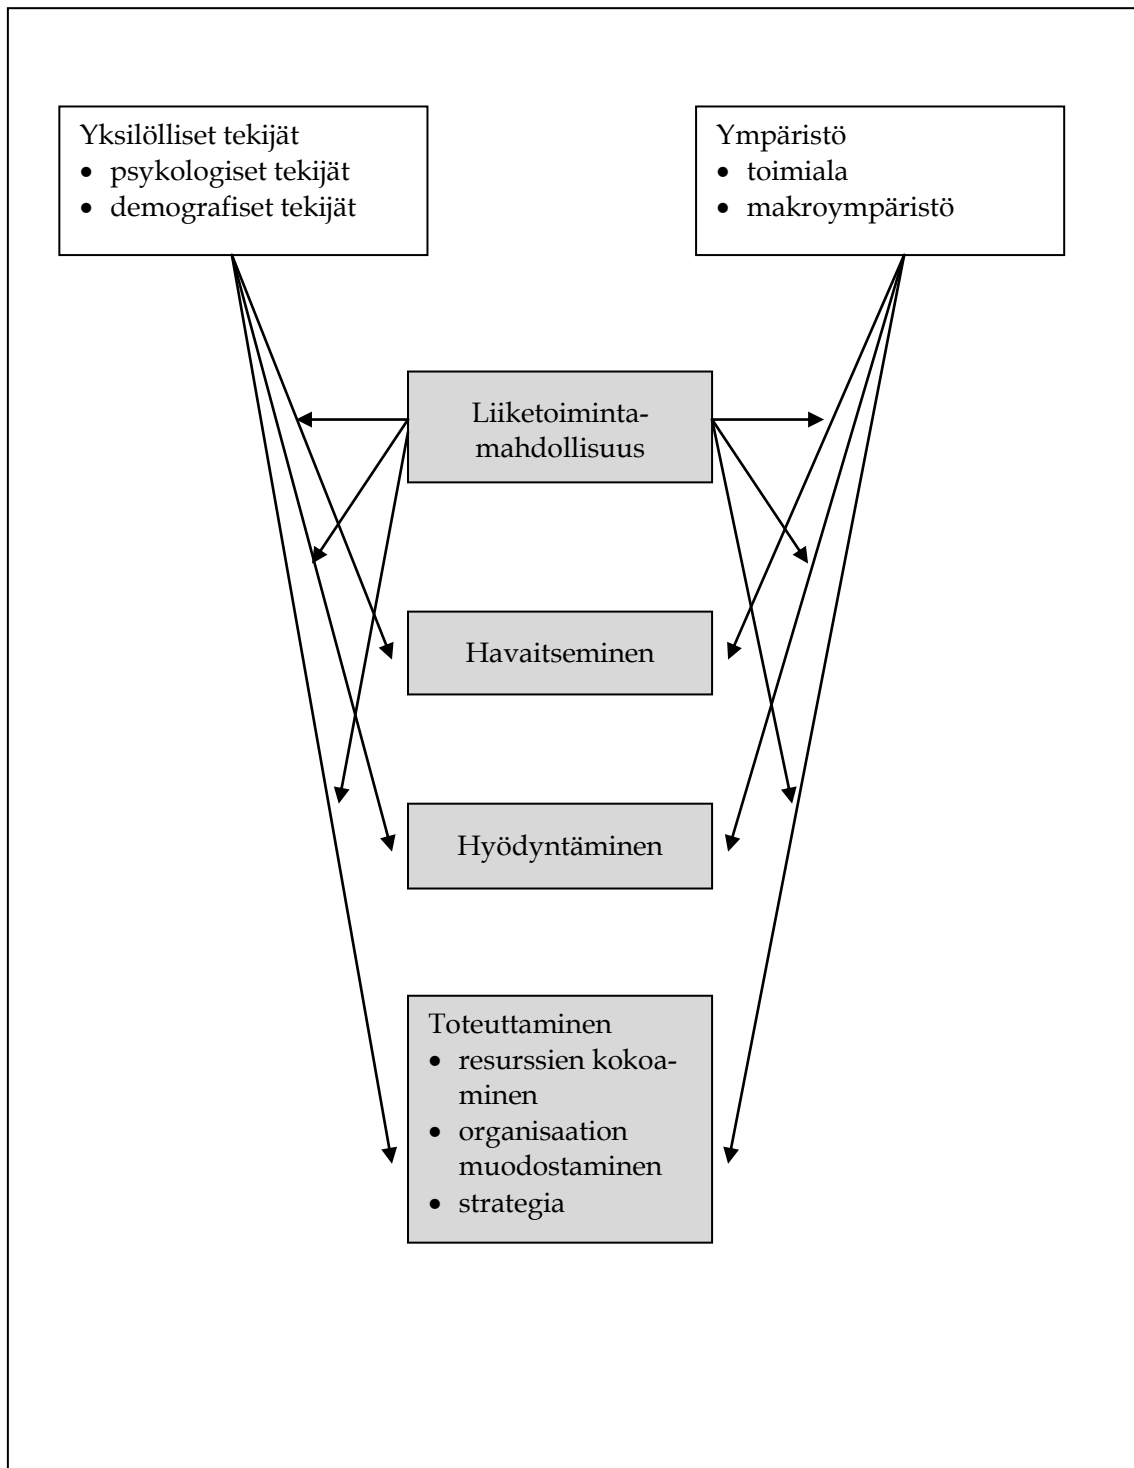 Yksilölliset tekijät
• psykologiset tekijät
• demografiset tekijät
Ympäristö
• toimiala
• makroympäristö
Liiketoiminta-
mahdollisuus
Havaitseminen
Hyödyntäminen
Toteuttaminen
• resurssien kokoa-
minen
• organisaation
muodostaminen
• strategia